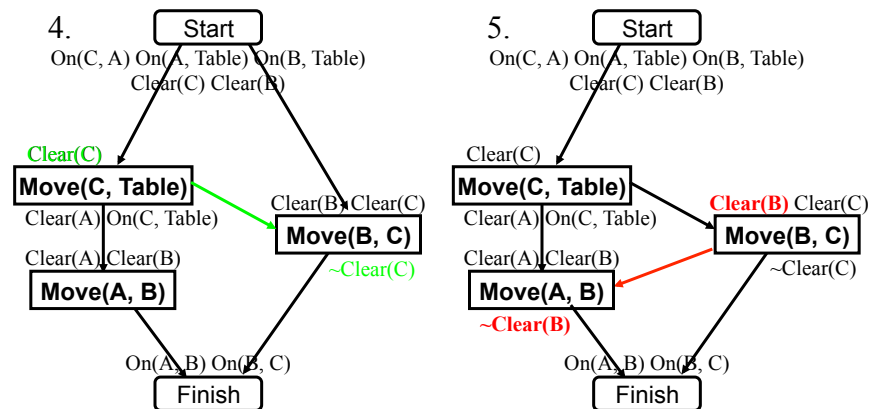 4.
Start
On(C, A) On(A, Table) On(B, Table)
Clear(C) Clear(B)
Clear(C)
Move(C, Table)
Clear(A) On(C, Table)
Clear(B) Clear(C)
Move(B, C)
~Clear(C)
Clear(A) Clear(B)
Move(A, B)
On(A, B) On(B, C)
Finish
5.
Start
On(C, A) On(A, Table) On(B, Table)
Clear(C) Clear(B)
Clear(C)
Move(C, Table)
Clear(A) On(C, Table)
Clear(B) Clear(C)
Move(B, C)
~Clear(C)
Clear(A) Clear(B)
Move(A, B)
~Clear(B)
On(A, B) On(B, C)
Finish